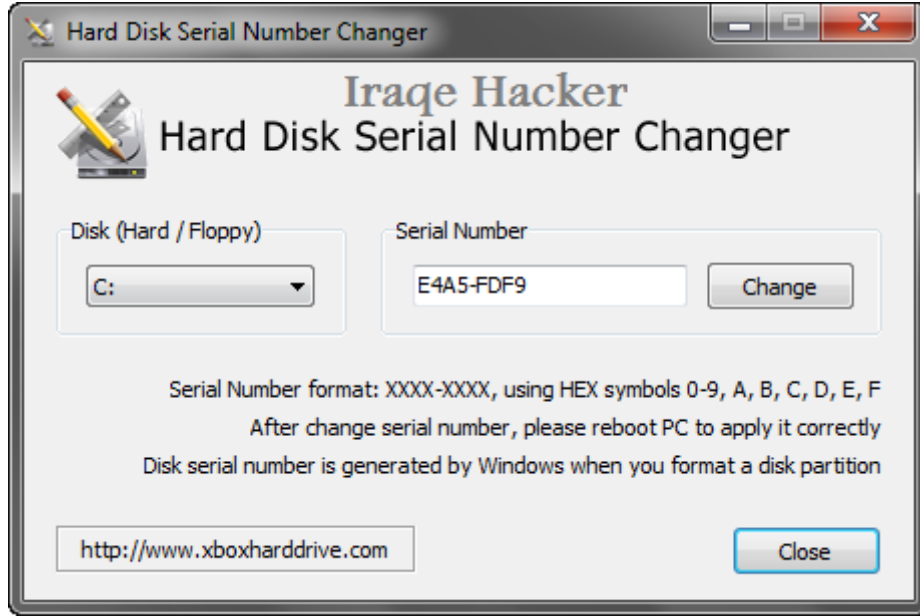 Hard Disk Serial Number Changer
Iraqe Hacker
Hard Disk Serial Number Changer
Disk (Hard / Floppy)
C:
Serial Number
E4A5-FDF9
Change
Serial Number format: XXXX-XXXX, using HEX symbols 0-9, A, B, C, D, E, F
After change serial number, please reboot PC to apply it correctly
Disk serial number is generated by Windows when you format a disk partition
http://www.xboxharddrive.com
Close